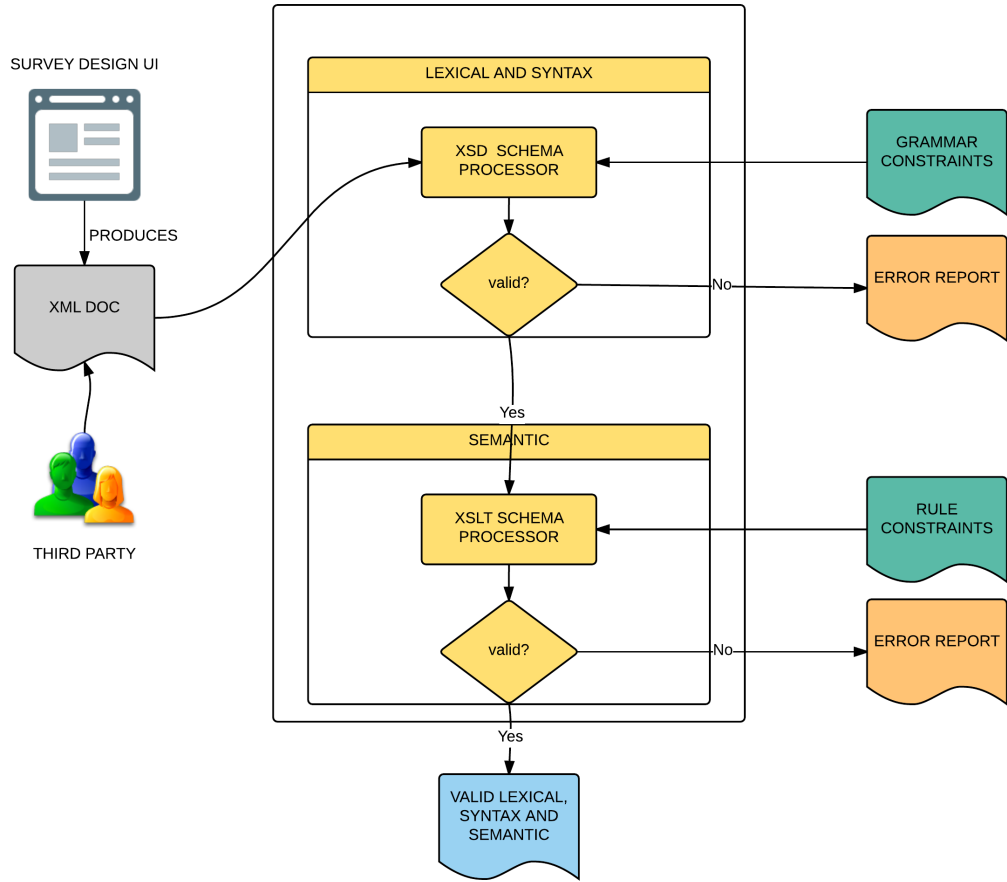 SURVEY DESIGN UI
PRODUCES
XML DOC
THIRD PARTY
LEXICAL AND SYNTAX
XSD SCHEMA
PROCESSOR
valid?
No
Yes
GRAMMAR
CONSTRAINTS
ERROR REPORT
SEMANTIC
XSLT SCHEMA
PROCESSOR
valid?
No
Yes
RULE
CONSTRAINTS
ERROR REPORT
VALID LEXICAL,
SYNTAX AND
SEMANTIC